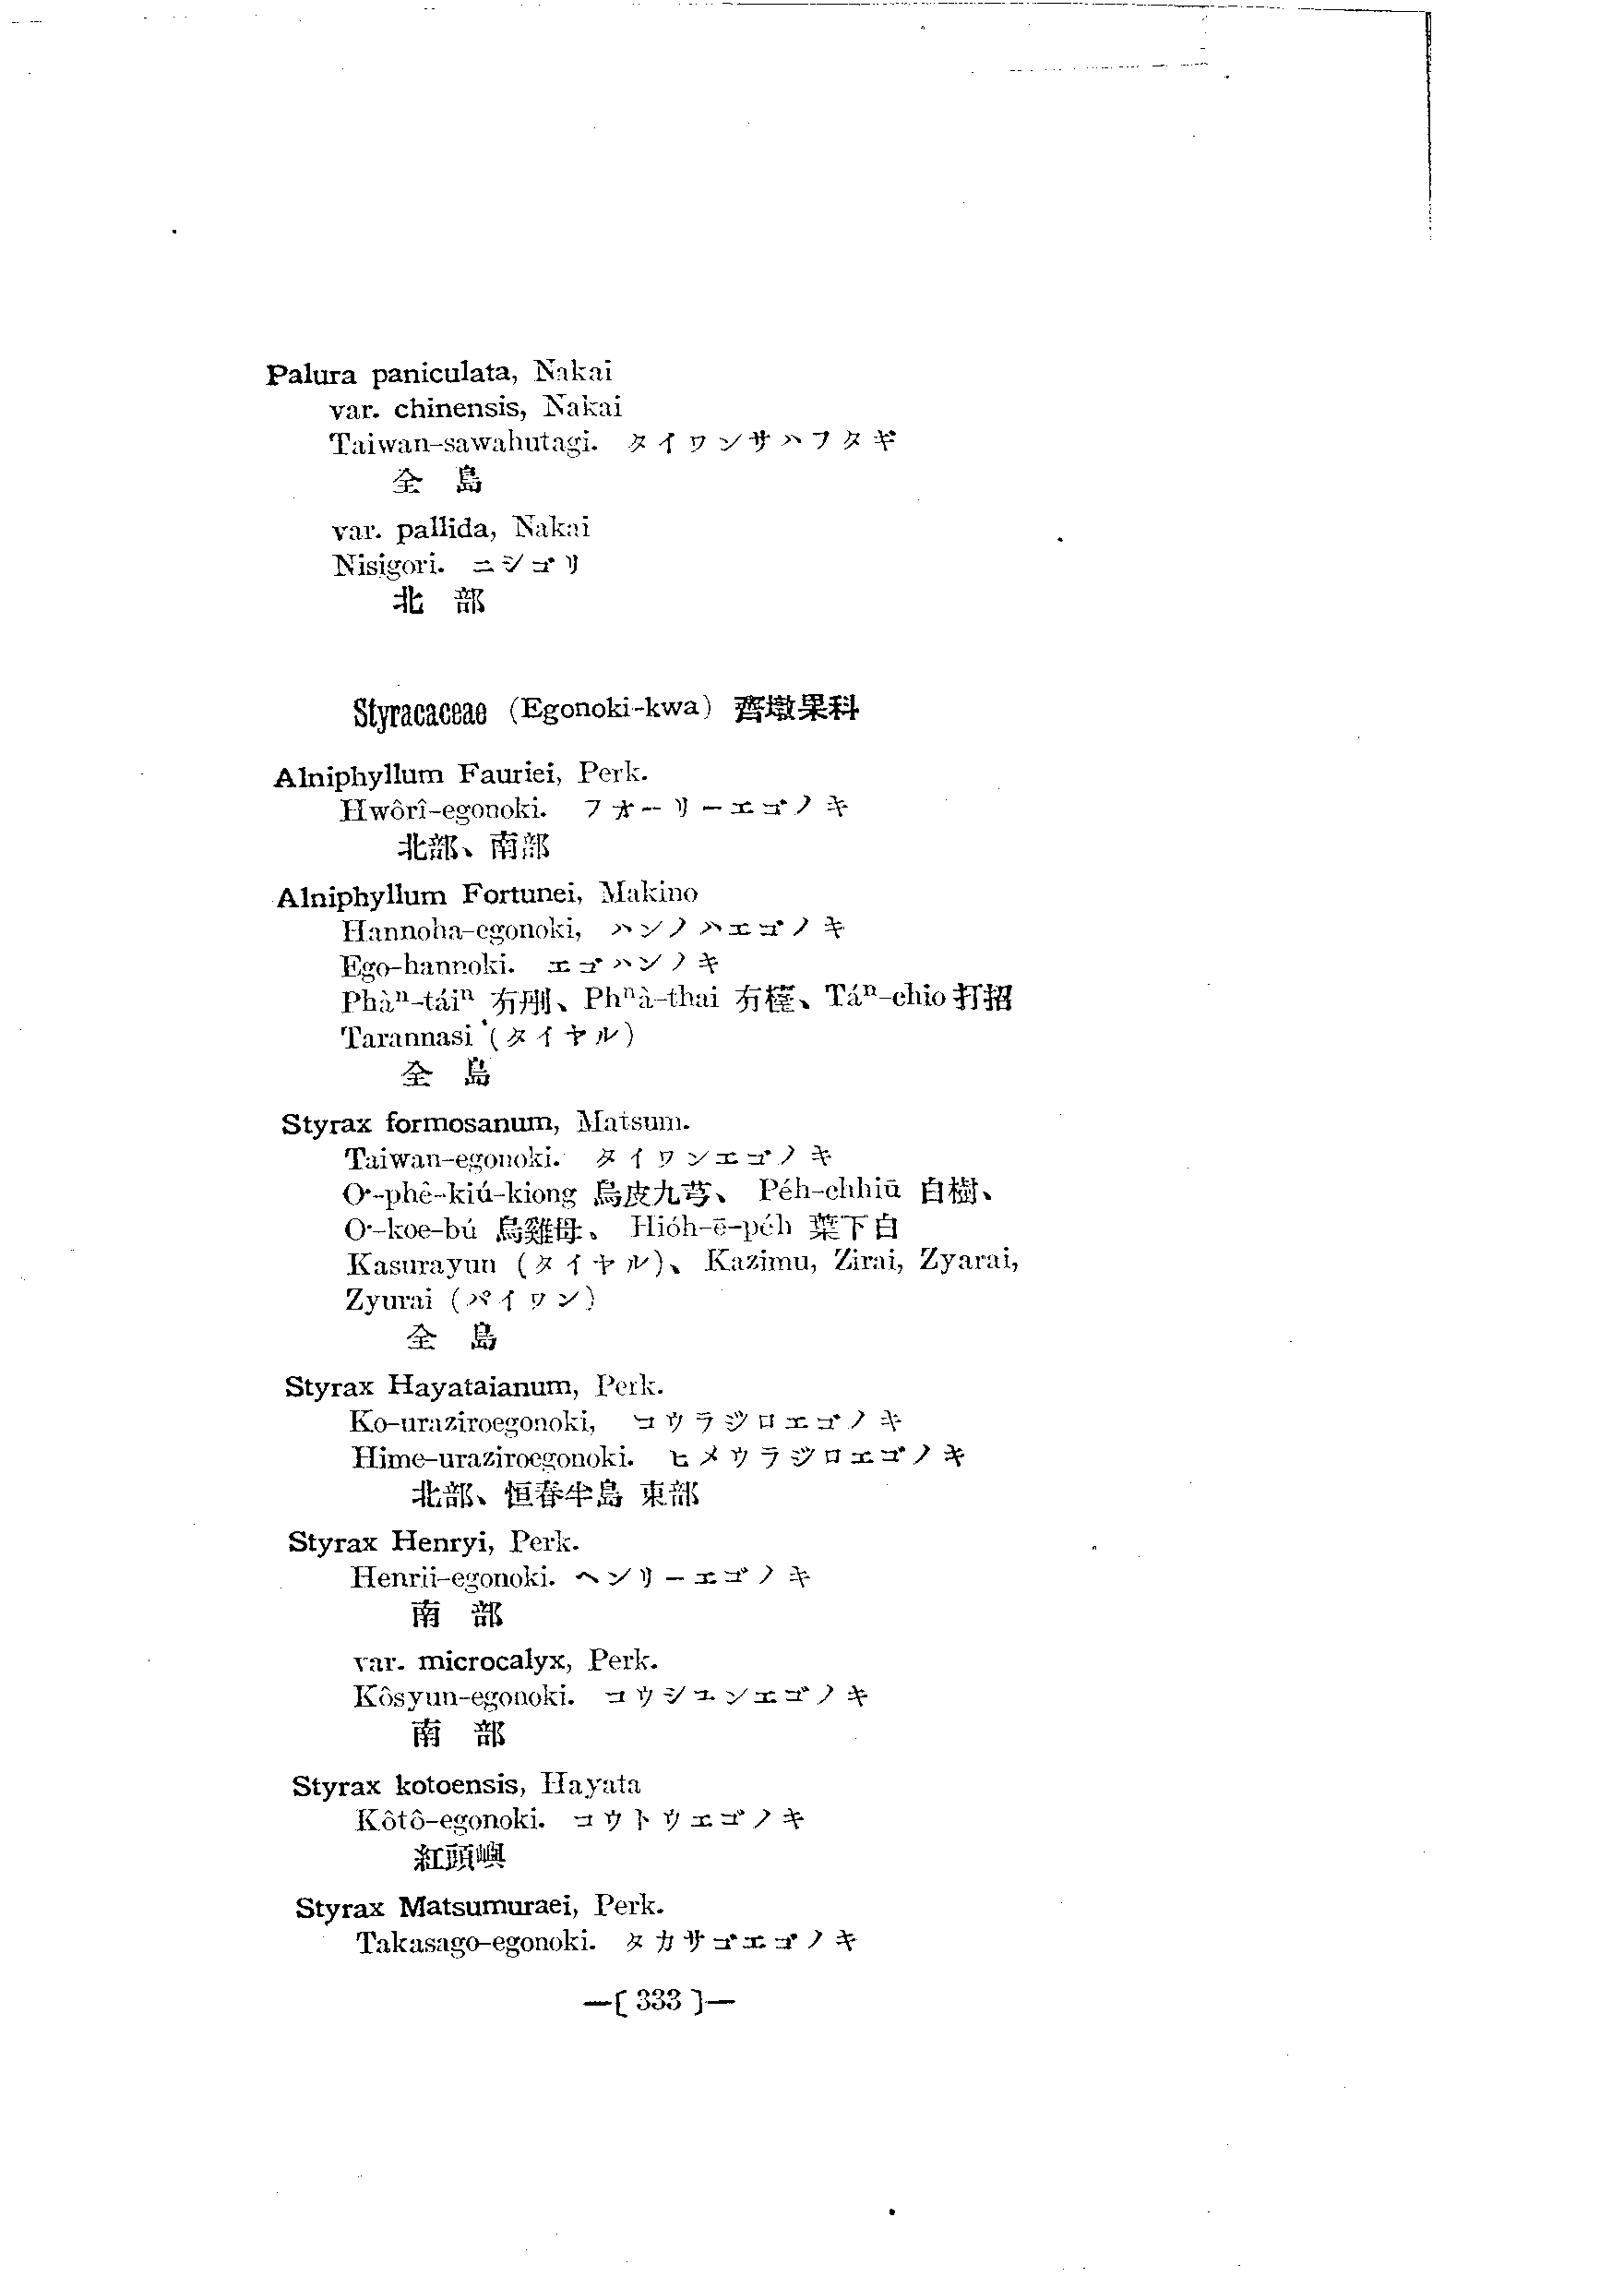 Palura paniculata, Nakai
var. chinensis, Nakai
Taiwan-sawahutagi. タイワンサハフタギ
全 島
var. pallida, Nakai
Nisigori. ニシゴリ
北 部
Styracaceae (Egonoki-kwa) 齊墩果科
Alniphyllum Fauriei, Perk.
Hwôrî-egonoki. フォーリーエゴノキ
北部、南部
Alniphyllum Fortunei, Makino
Hannoha-egonoki, ハンノハエゴノキ
Ego-hannoki. エゴハンノキ
Phàⁿ-táiⁿ 冇刪、Phⁿà-thai 冇槿、Táⁿ-chio 打招
Tarannasi (タイヤル)
全 島
Styrax formosanum, Matsum.
Taiwan-egonoki. タイワンエゴノキ
O·-phê-kiú-kiong 烏皮九芎、 Péh-chhiū 白樹、
O·-koe-bú 烏雞母、 Hióh-ē-péh 葉下白
Kasurayun (タイヤル)、 Kazimu, Zirai, Zyarai,
Zyurai (パイワン)
全 島
Styrax Hayataianum, Perk.
Ko-uraziroegonoki, コウラジロエゴノキ
Hime-uraziroegonoki. ヒメウラジロエゴノキ
北部、恒春半島 東部
Styrax Henryi, Perk.
Henrii-egonoki. ヘンリーエゴノキ
南 部
var. microcalyx, Perk.
Kôsyun-egonoki. コウシュンエゴノキ
南 部
Styrax kotoensis, Hayata
Kôtô-egonoki. コウトウエゴノキ
紅頭嶼
Styrax Matsumuraei, Perk.
Takasago-egonoki. タカサゴエゴノキ
—[ 333 ]—